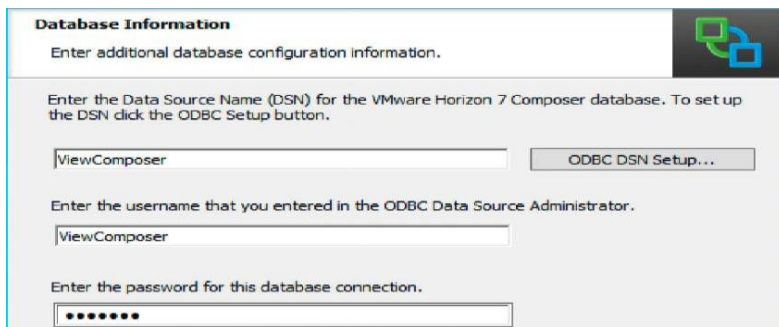 Database Information
Enter additional database configuration information.
Enter the Data Source Name (DSN) for the VMware Horizon 7 Composer database. To set up
the DSN click the ODBC Setup button.
ViewComposer
ODBC DSN Setup...
Enter the username that you entered in the ODBC Data Source Administrator.
ViewComposer
Enter the password for this database connection.
•••••••